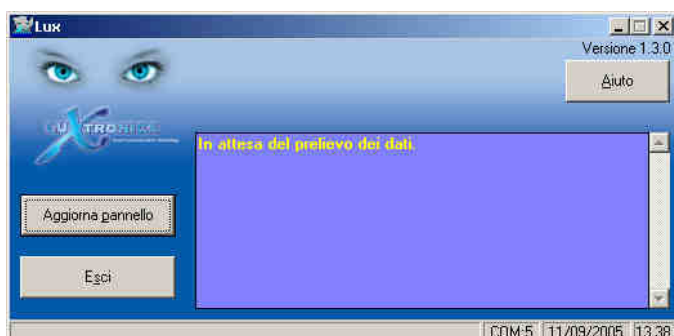 Lux
Versione 1.3.0
Aiuto
In attesa del prelievo dei dati.
Aggiorna pannello
Esci
COM:5 11/09/2005 13.38